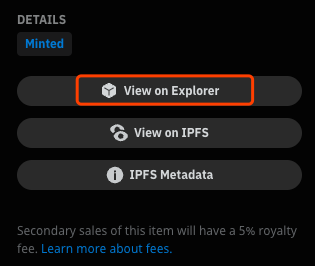 DETAILS
Minted
View on Explorer
View on IPFS
IPFS Metadata
Secondary sales of this item will have a 5% royalty
fee. Learn more about fees.